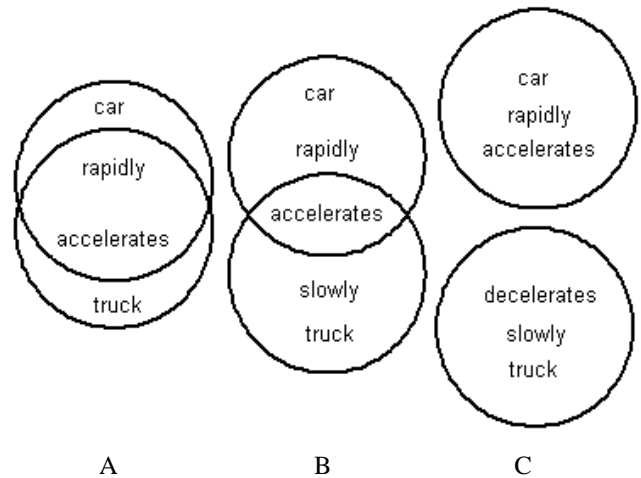 car
rapidly
accelerates
truck
car
rapidly
accelerates
slowly
truck
car
rapidly
accelerates
decelerates
slowly
truck
A
B
C